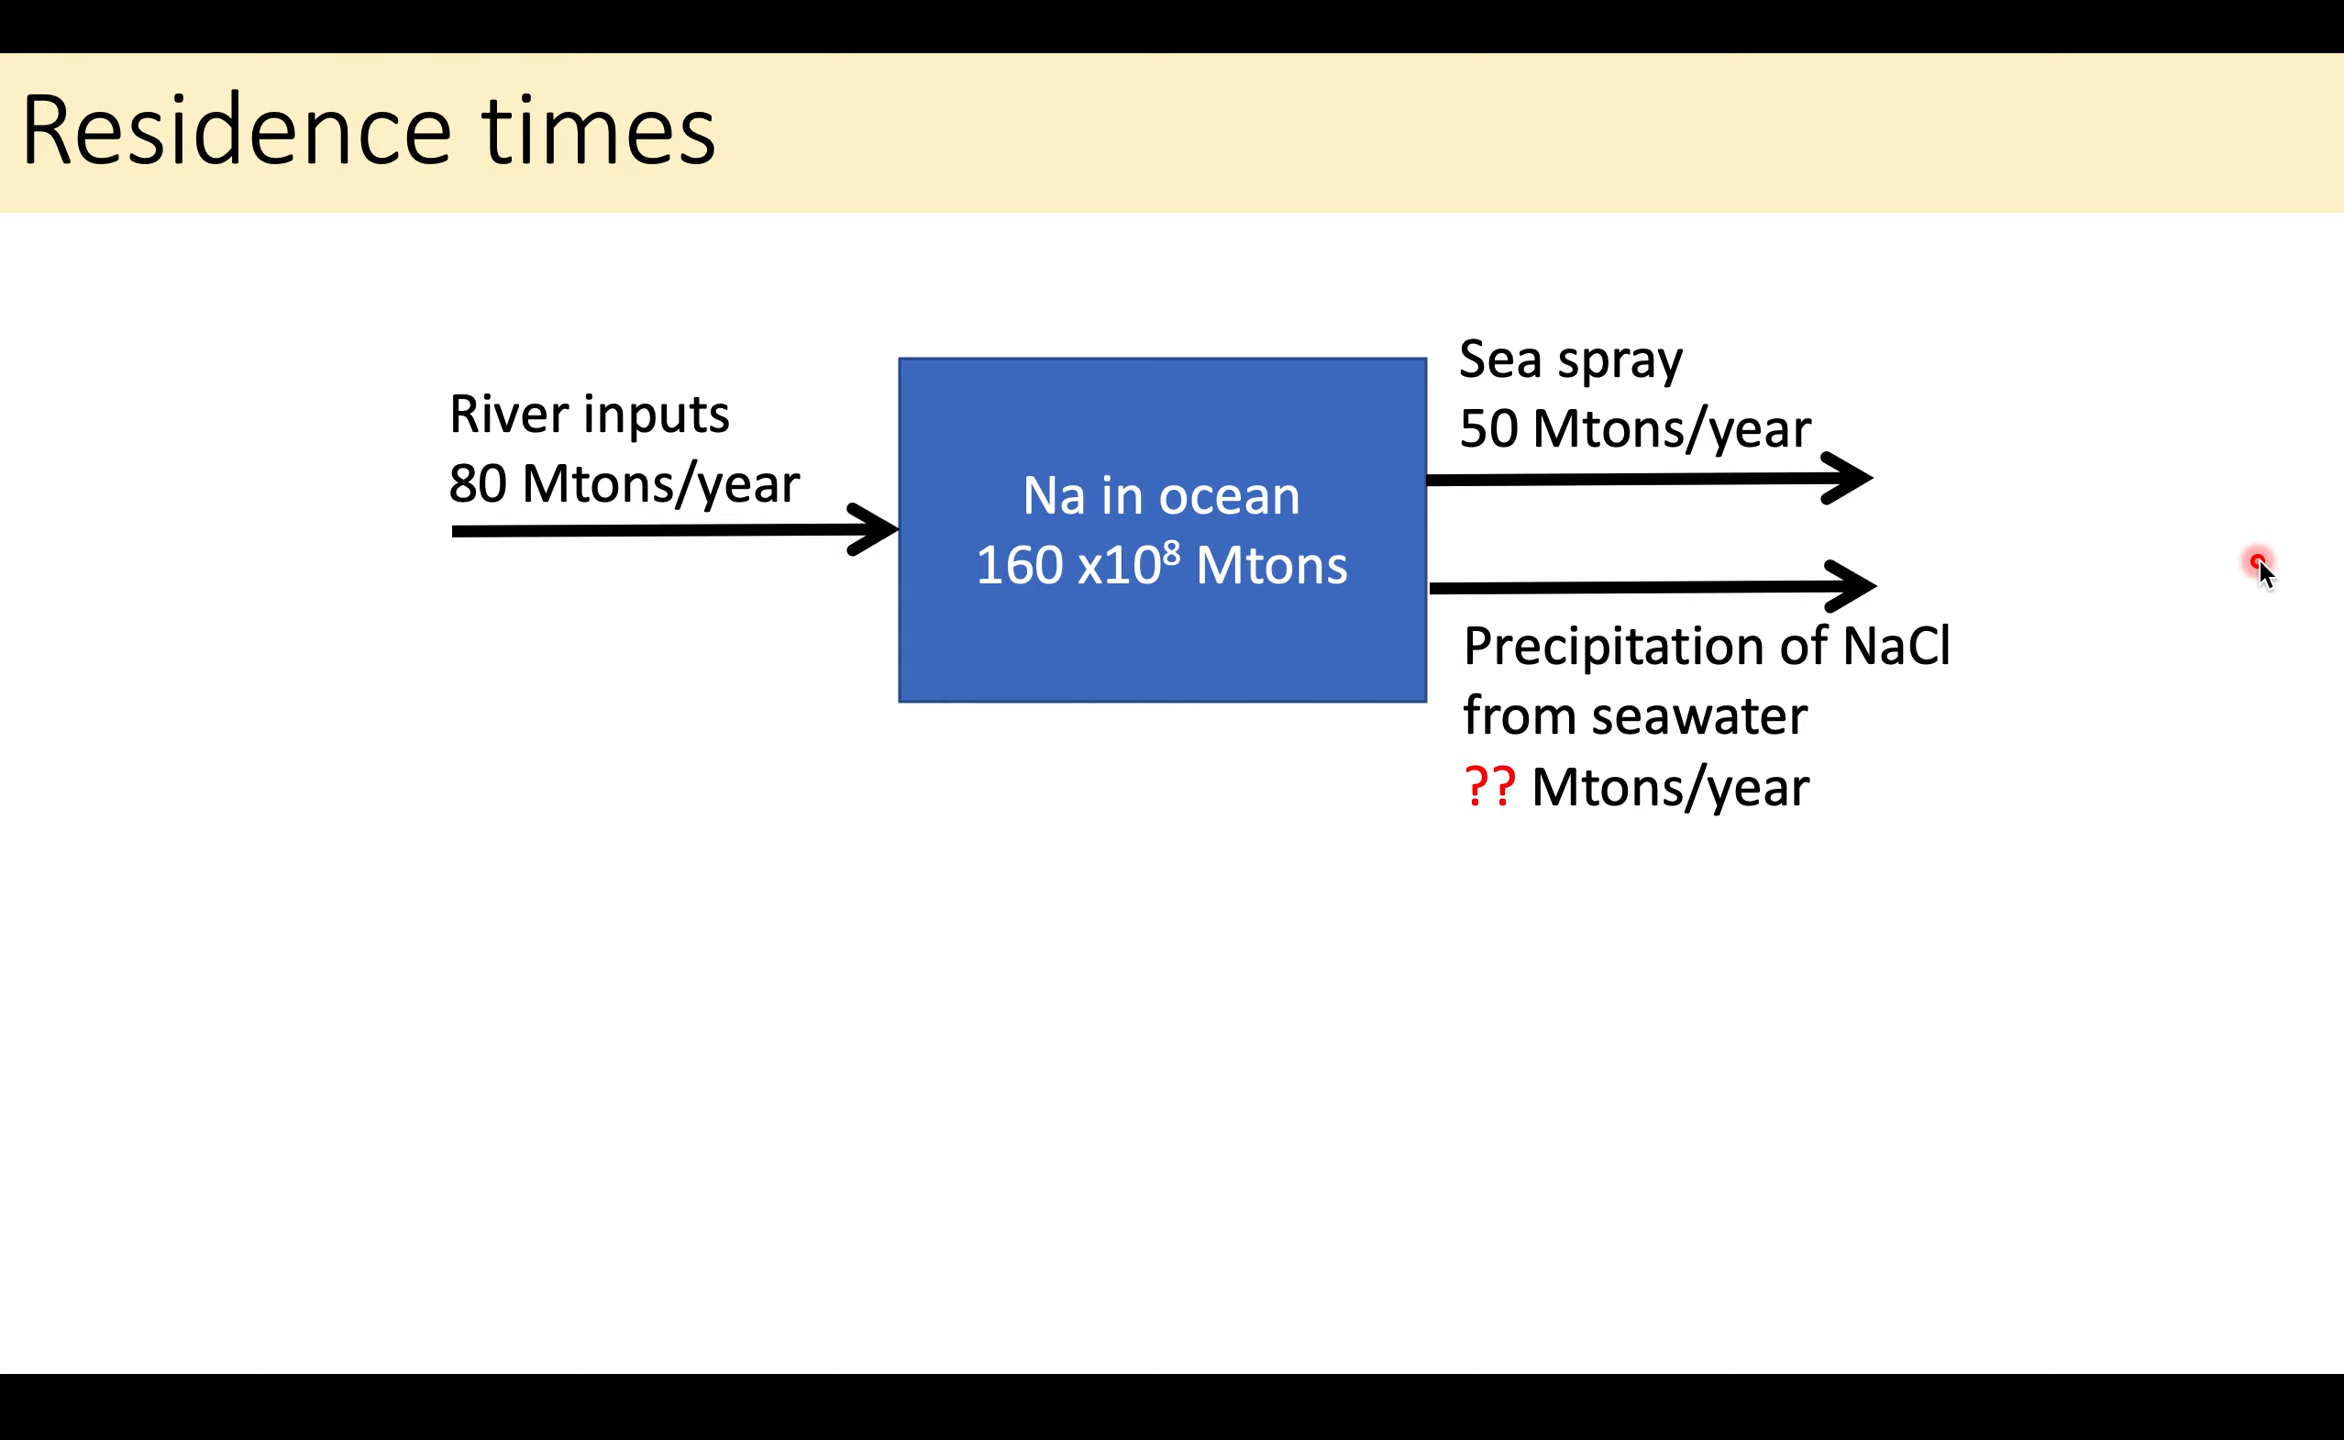 Residence times
River inputs
80 Mtons/year
Na in ocean
160 x10⁸ Mtons
Sea spray
50 Mtons/year
Precipitation of NaCl
from seawater
?? Mtons/year